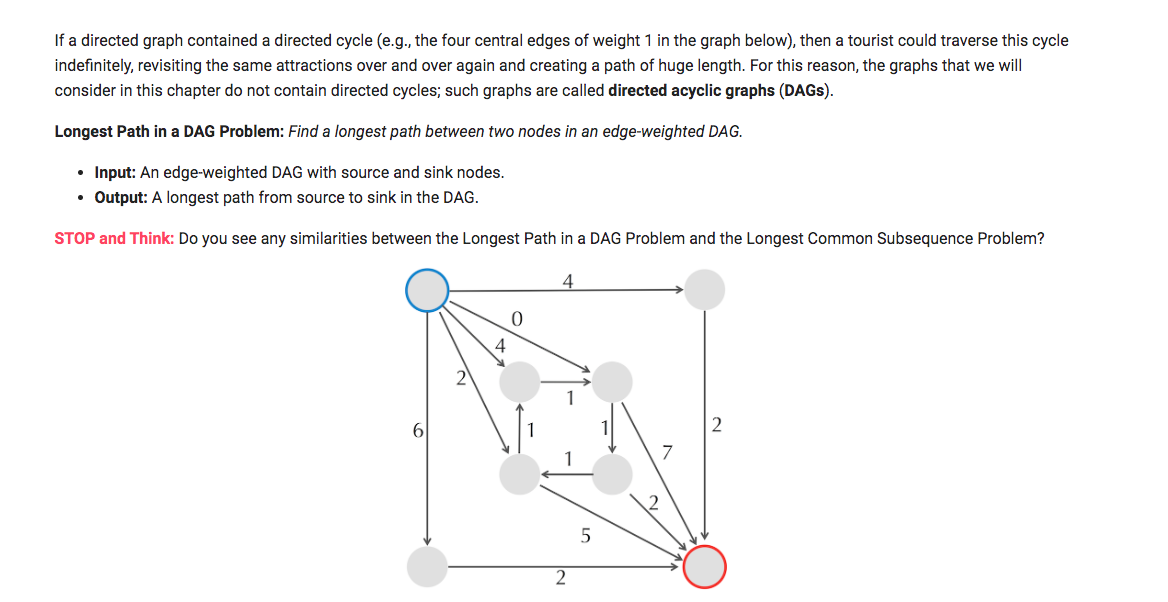 If a directed graph contained a directed cycle (e.g., the four central edges of weight 1 in the graph below), then a tourist could traverse this cycle
indefinitely, revisiting the same attractions over and over again and creating a path of huge length. For this reason, the graphs that we will
consider in this chapter do not contain directed cycles; such graphs are called directed acyclic graphs (DAGs).
Longest Path in a DAG Problem: Find a longest path between two nodes in an edge-weighted DAG.
• Input: An edge-weighted DAG with source and sink nodes.
• Output: A longest path from source to sink in the DAG.
STOP and Think: Do you see any similarities between the Longest Path in a DAG Problem and the Longest Common Subsequence Problem?
4
0
4
2
1
6
1
1
2
1
7
2
5
2